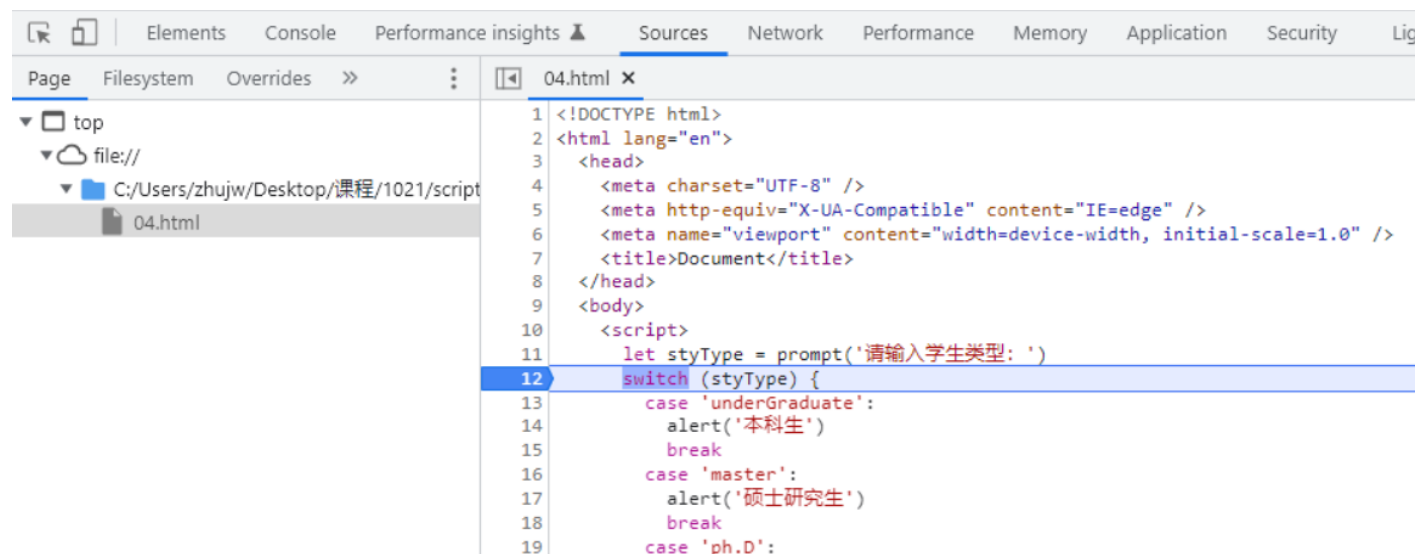 Elements Console Performance insights Sources Network Performance Memory Application Security Lig
Page Filesystem Overrides » 04.html ×
top
file://
C:/Users/zhujw/Desktop/课程/1021/script
04.html
1 <!DOCTYPE html>
2 <html lang="en">
3 <head>
4 <meta charset="UTF-8" />
5 <meta http-equiv="X-UA-Compatible" content="IE=edge" />
6 <meta name="viewport" content="width=device-width, initial-scale=1.0" />
7 <title>Document</title>
8 </head>
9 <body>
10 <script>
11 let styType = prompt('请输入学生类型: ')
12 switch (styType) {
13 case 'underGraduate':
14 alert('本科生')
15 break
16 case 'master':
17 alert('硕士研究生')
18 break
19 case 'ph.D':